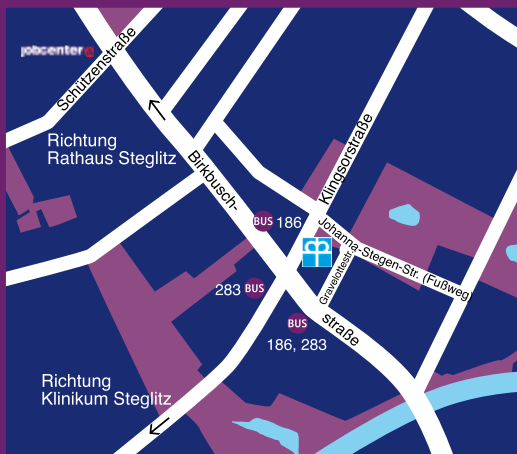 jobcenter
Schützenstraße
Richtung
Rathaus Steglitz
Birkbusch-
Klingsorstraße
BUS 186
Johanna-Stegen-Str. (Fußweg)
Gravelottestr.
283 BUS
BUS
186, 283
straße
Richtung
Klinikum Steglitz